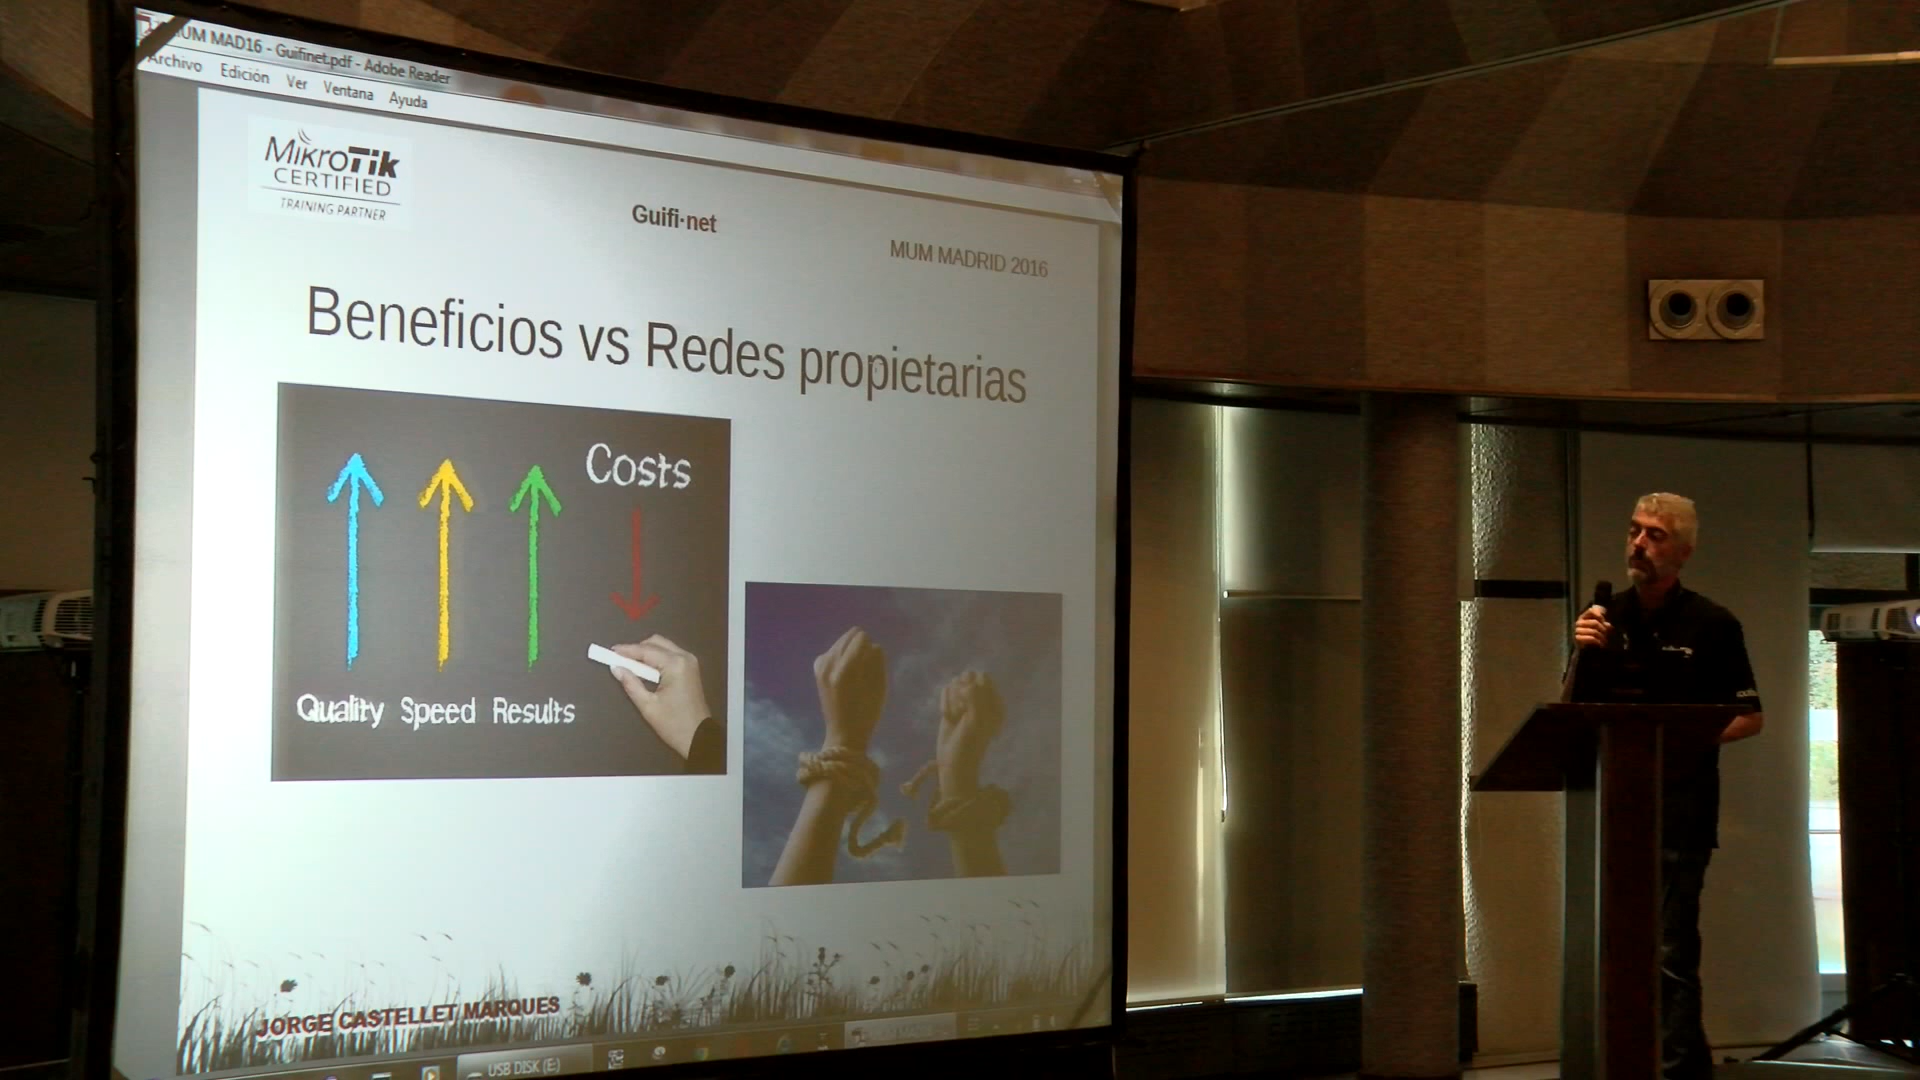 UM MAD16 - Guifinet.pdf - Adobe Reader
Archivo Edición Ver Ventana Ayuda
MikroTik
CERTIFIED
TRAINING PARTNER
Guifi·net
MUM MADRID 2016
Beneficios vs Redes propietarias
Costs
Quality Speed Results
JORGE CASTELLET MARQUES
USB DISK (E:)